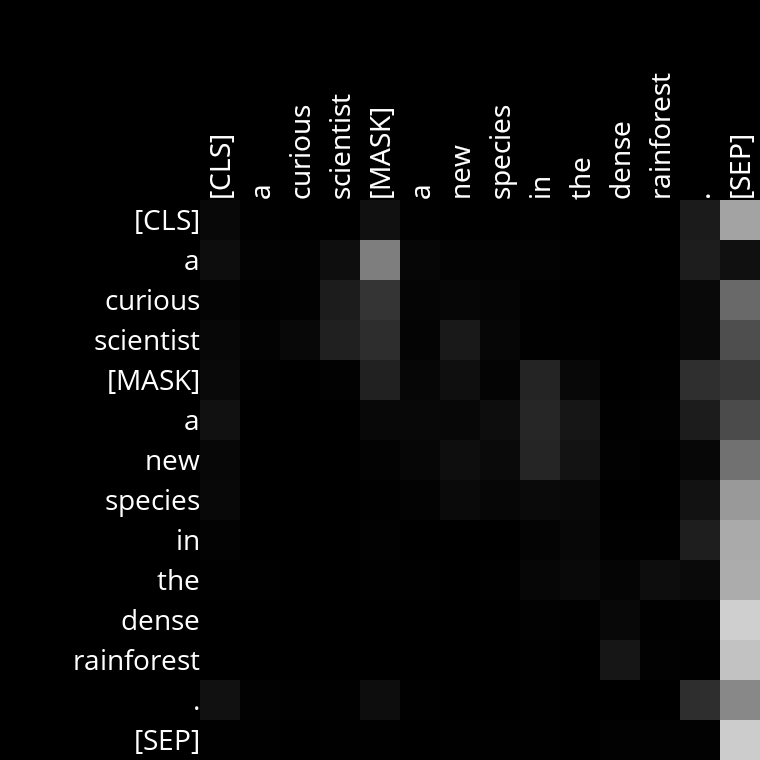 [CLS] a curious scientist [MASK] a new species in the dense rainforest . [SEP]
[CLS]
a
curious
scientist
[MASK]
a
new
species
in
the
dense
rainforest
.
[SEP]